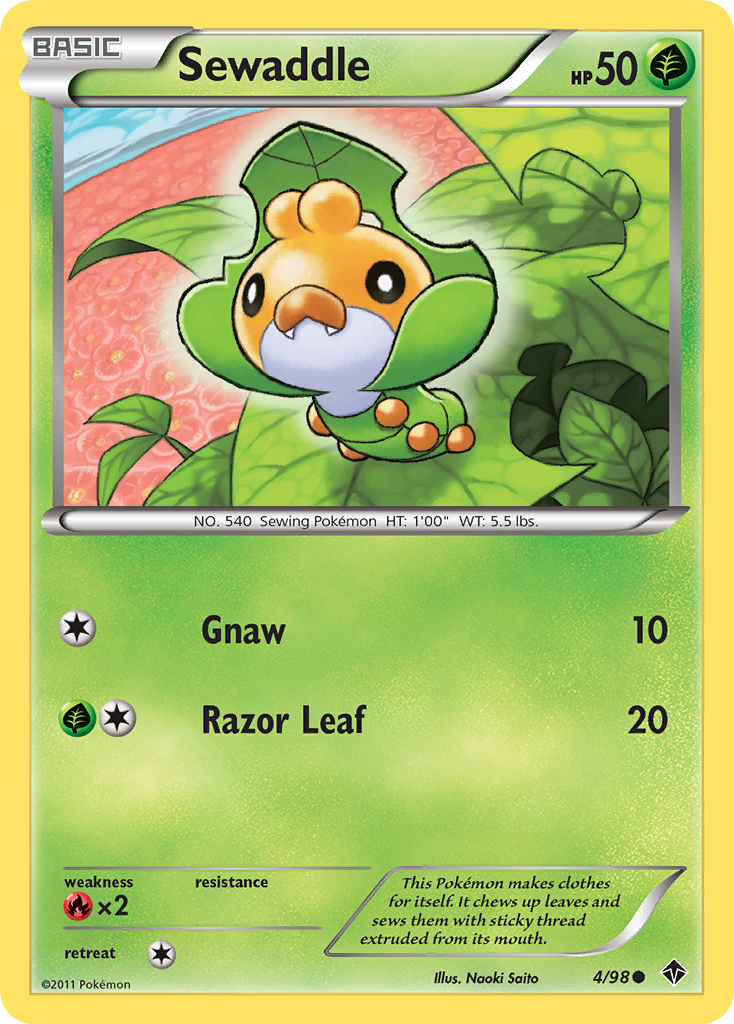 BASIC
Sewaddle
HP 50
NO. 540 Sewing Pokémon HT: 1'00" WT: 5.5 lbs.
Gnaw 10
Razor Leaf 20
weakness resistance
×2
This Pokémon makes clothes
for itself. It chews up leaves and
sews them with sticky thread
extruded from its mouth.
retreat
©2011 Pokémon Illus. Naoki Saito 4/98